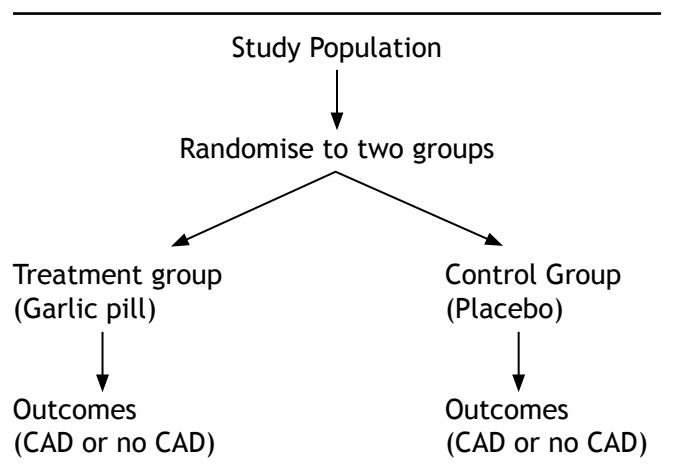 Study Population
Randomise to two groups
Treatment group
(Garlic pill)
Control Group
(Placebo)
Outcomes
(CAD or no CAD)
Outcomes
(CAD or no CAD)